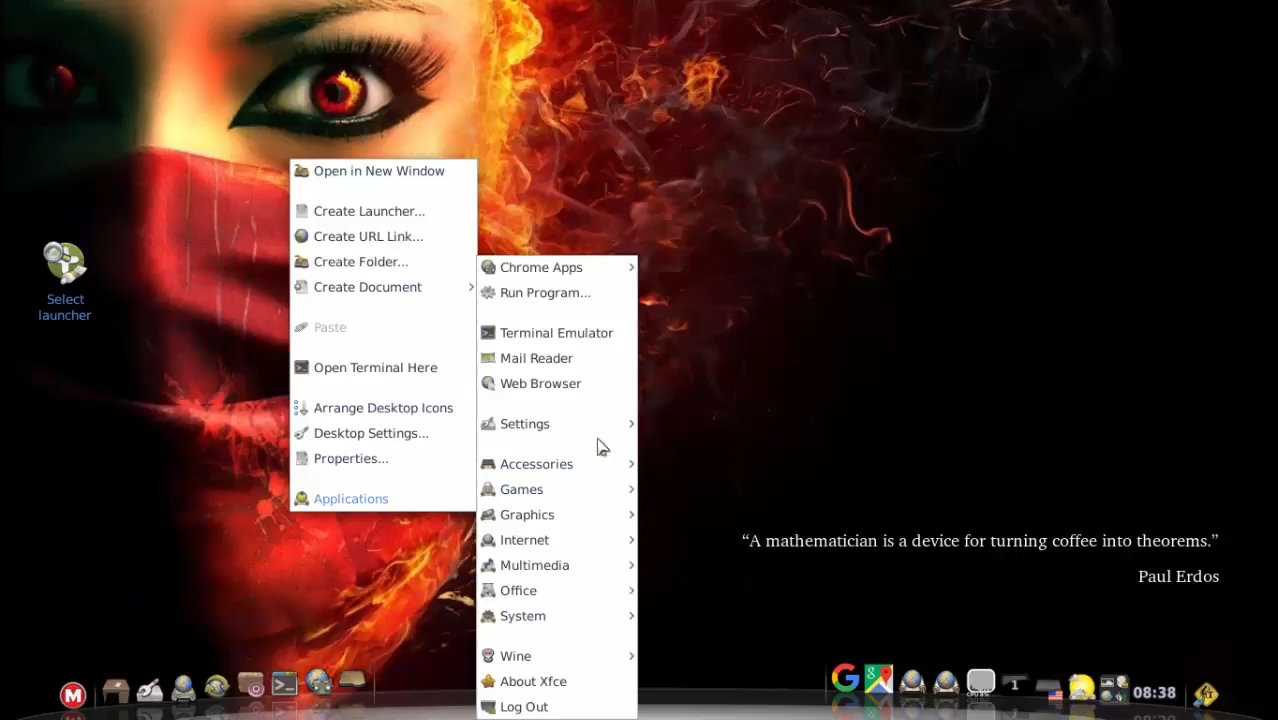 Open in New Window
Create Launcher...
Create URL Link...
Create Folder...
Create Document
Paste
Open Terminal Here
Arrange Desktop Icons
Desktop Settings...
Properties...
Applications
Chrome Apps
Run Program...
Terminal Emulator
Mail Reader
Web Browser
Settings
Accessories
Games
Graphics
Internet
Multimedia
Office
System
Wine
About Xfce
Log Out
Select
launcher
“A mathematician is a device for turning coffee into theorems.”
Paul Erdos
M
G
g
1
08:38